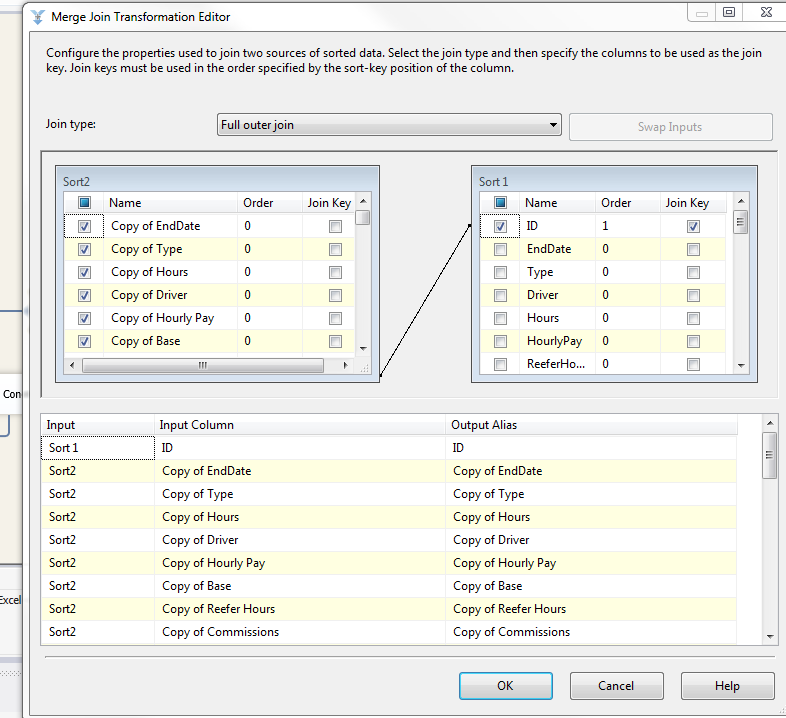 Merge Join Transformation Editor
Configure the properties used to join two sources of sorted data. Select the join type and then specify the columns to be used as the join
key. Join keys must be used in the order specified by the sort-key position of the column.
Join type:
Full outer join
Swap Inputs
Sort2
Name Order Join Key
Copy of EndDate 0
Copy of Type 0
Copy of Hours 0
Copy of Driver 0
Copy of Hourly Pay 0
Copy of Base 0
Sort 1
Name Order Join Key
ID 1
EndDate 0
Type 0
Driver 0
Hours 0
HourlyPay 0
ReeferHo... 0
Con
Excel
Input Input Column Output Alias
Sort 1 ID ID
Sort2 Copy of EndDate Copy of EndDate
Sort2 Copy of Type Copy of Type
Sort2 Copy of Hours Copy of Hours
Sort2 Copy of Driver Copy of Driver
Sort2 Copy of Hourly Pay Copy of Hourly Pay
Sort2 Copy of Base Copy of Base
Sort2 Copy of Reefer Hours Copy of Reefer Hours
Sort2 Copy of Commissions Copy of Commissions
OK Cancel Help